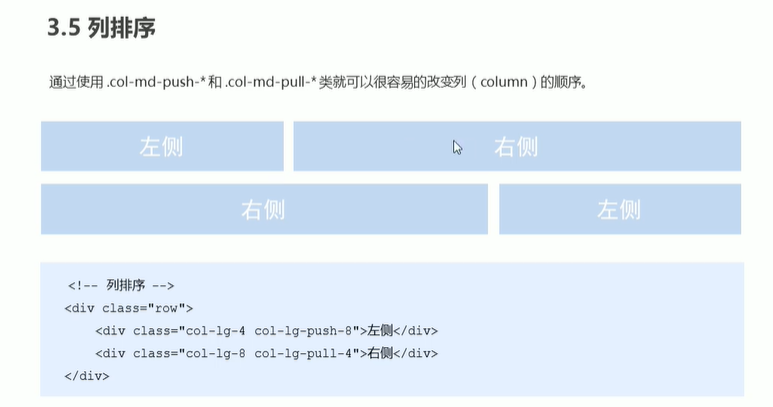 3.5 列排序
通过使用 .col-md-push-* 和 .col-md-pull-* 类就可以很容易的改变列（column）的顺序。
左侧 右侧
右侧 左侧
<!-- 列排序 -->
<div class="row">
    <div class="col-lg-4 col-lg-push-8">左侧</div>
    <div class="col-lg-8 col-lg-pull-4">右侧</div>
</div>